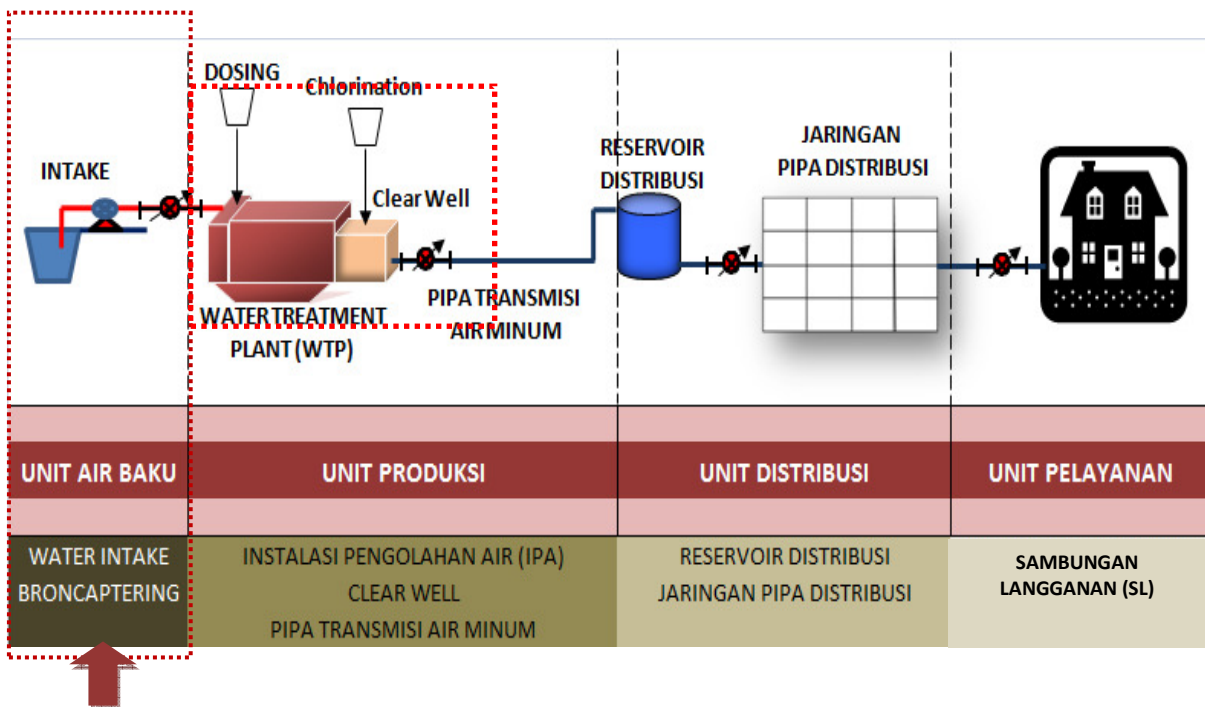 DOSING
Chlorination
INTAKE
Clear Well
WATER TREATMENT
PLANT (WTP)
PIPA TRANSMISI
AIR MINUM
RESERVOIR
DISTRIBUSI
JARINGAN
PIPA DISTRIBUSI
UNIT AIR BAKU
UNIT PRODUKSI
UNIT DISTRIBUSI
UNIT PELAYANAN
WATER INTAKE
BRONCAPTERING
INSTALASI PENGOLAHAN AIR (IPA)
CLEAR WELL
PIPA TRANSMISI AIR MINUM
RESERVOIR DISTRIBUSI
JARINGAN PIPA DISTRIBUSI
SAMBUNGAN
LANGGANAN (SL)